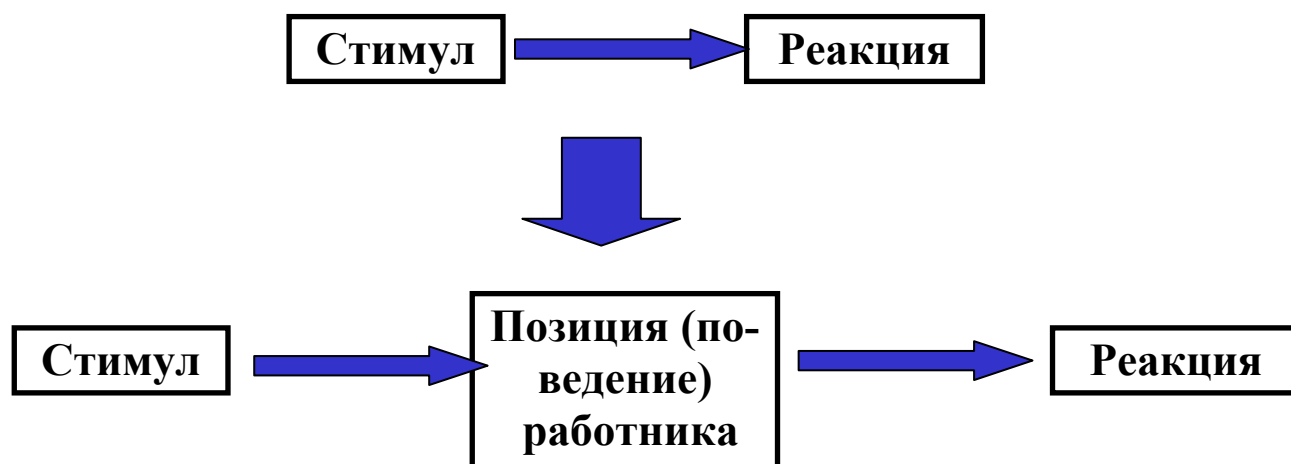 Стимул
Реакция
Стимул
Позиция (по-
ведение)
работника
Реакция